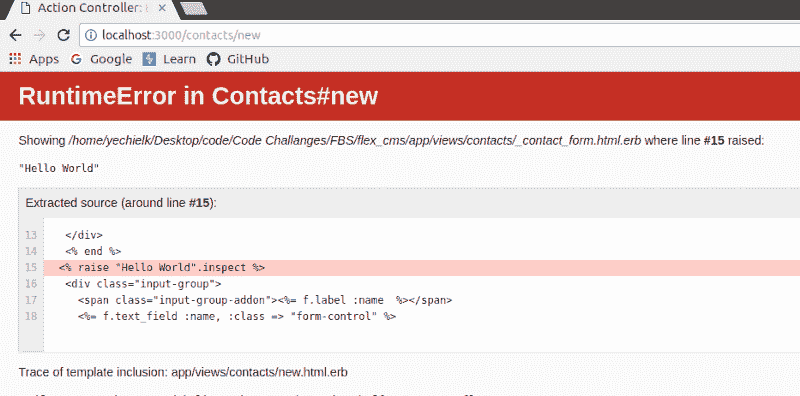 Action Controller:
localhost:3000/contacts/new
Apps Google Learn GitHub
RuntimeError in Contacts#new
Showing /home/yechielk/Desktop/code/Code Challanges/FBS/flex_cms/app/views/contacts/_contact_form.html.erb where line #15 raised:
"Hello World"
Extracted source (around line #15):
13 </div>
14 <% end %>
15 <% raise "Hello World".inspect %>
16 <div class="input-group">
17 <span class="input-group-addon"><%= f.label :name %></span>
18 <%= f.text_field :name, :class => "form-control" %>
Trace of template inclusion: app/views/contacts/new.html.erb